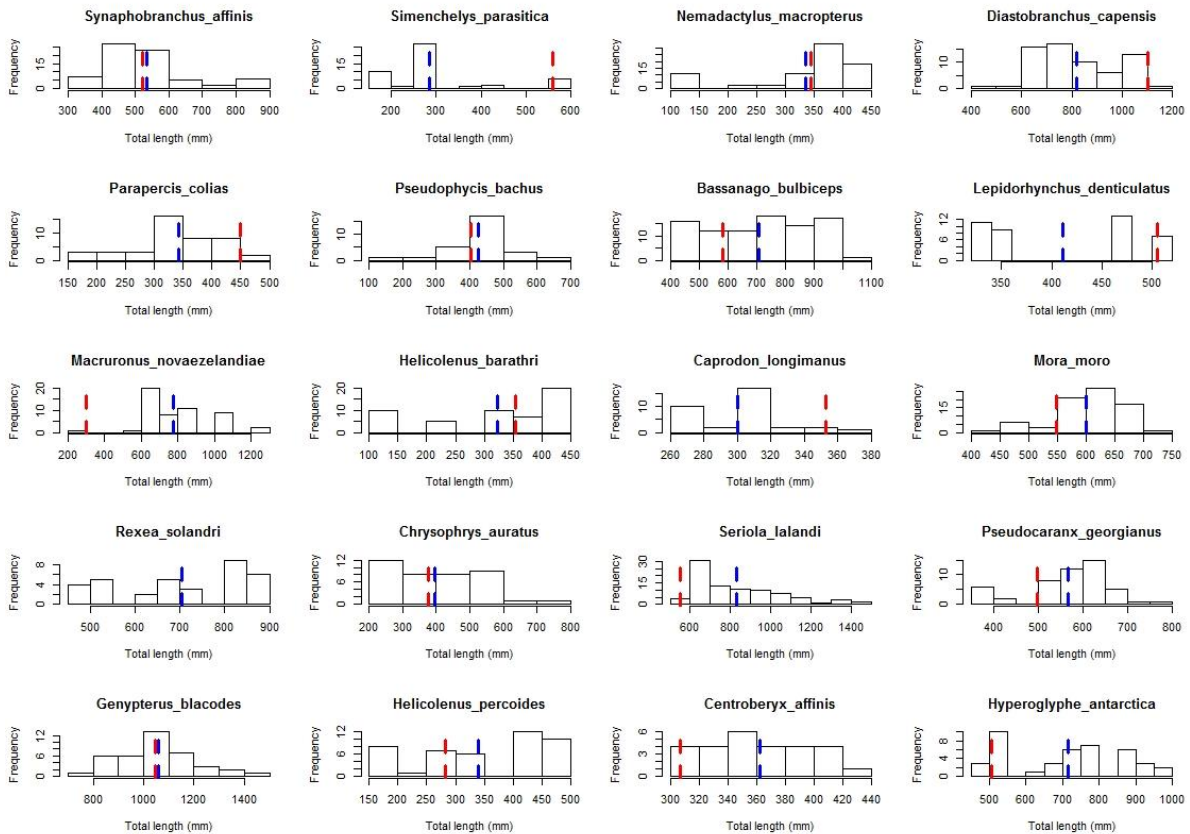 Synaphobranchus_affinis
Frequency
0 15
300 400 500 600 700 800 900
Total length (mm)
Simenchelys_parasitica
Frequency
0 15
200 300 400 500 600
Total length (mm)
Nemadactylus_macropterus
Frequency
0 15
100 150 200 250 300 350 400 450
Total length (mm)
Diastobranchus_capensis
Frequency
0 10
400 600 800 1000 1200
Total length (mm)
Parapercis_colias
Frequency
0 10
150 200 250 300 350 400 450 500
Total length (mm)
Pseudophycis_bachus
Frequency
0 10
100 200 300 400 500 600 700
Total length (mm)
Bassanago_bulbiceps
Frequency
0 10
400 500 600 700 800 900 1100
Total length (mm)
Lepidorhynchus_denticulatus
Frequency
0 6 12
350 400 450 500
Total length (mm)
Macruronus_novaezelandiae
Frequency
0 10 20
200 400 600 800 1000 1200
Total length (mm)
Helicolenus_barathri
Frequency
0 10 20
100 150 200 250 300 350 400 450
Total length (mm)
Caprodon_longimanus
Frequency
0 10
260 280 300 320 340 360 380
Total length (mm)
Mora_moro
Frequency
0 15
400 450 500 550 600 650 700 750
Total length (mm)
Rexea_solandri
Frequency
0 4 8
500 600 700 800 900
Total length (mm)
Chrysophrys_auratus
Frequency
0 6 12
200 300 400 500 600 700 800
Total length (mm)
Seriola_lalandi
Frequency
0 15 30
600 800 1000 1200 1400
Total length (mm)
Pseudocaranx_georgianus
Frequency
0 10
400 500 600 700 800
Total length (mm)
Genypterus_blacodes
Frequency
0 6 12
800 1000 1200 1400
Total length (mm)
Helicolenus_percoides
Frequency
0 6 12
150 200 250 300 350 400 450 500
Total length (mm)
Centroberyx_affinis
Frequency
0 3 6
300 320 340 360 380 400 420 440
Total length (mm)
Hyperoglyphe_antarctica
Frequency
0 4 8
500 600 700 800 900 1000
Total length (mm)